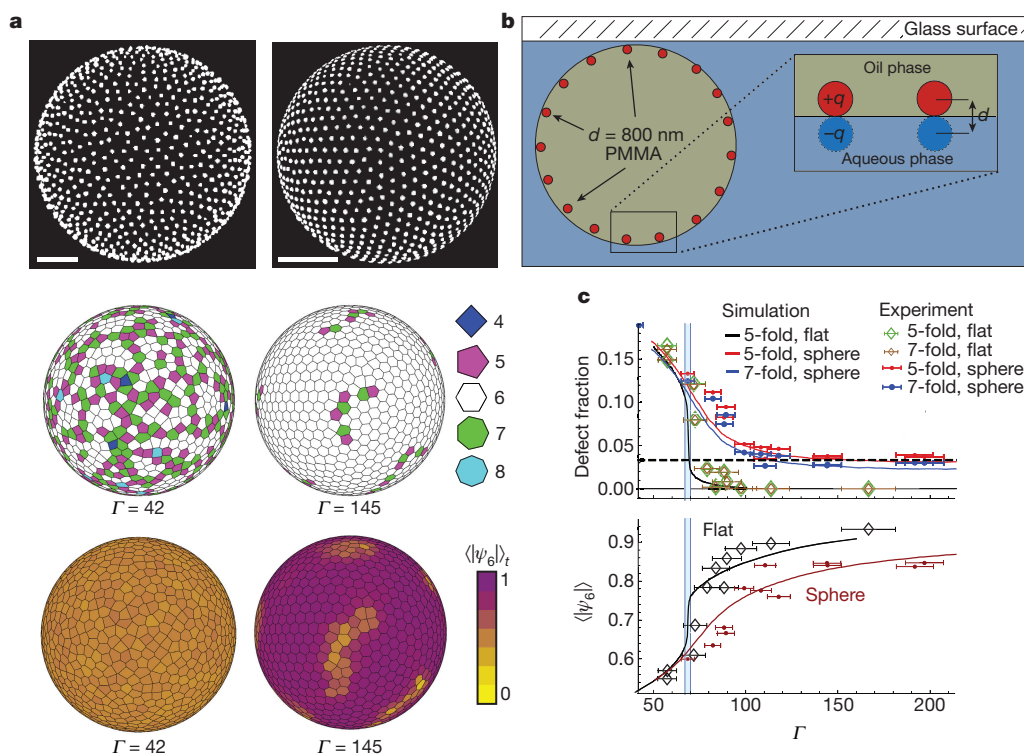 a
4
5
6
7
8
Γ = 42
Γ = 145
⟨|ψ6|⟩t
1
0
Γ = 42
Γ = 145
b
Glass surface
d = 800 nm
PMMA
Oil phase
+q
–q
d
Aqueous phase
c
Simulation
5-fold, flat
5-fold, sphere
7-fold, sphere
Experiment
5-fold, flat
7-fold, flat
5-fold, sphere
7-fold, sphere
Defect fraction
0.15
0.10
0.05
0.00
Flat
Sphere
⟨|ψ6|⟩
0.9
0.8
0.7
0.6
50
100
150
200
Γ